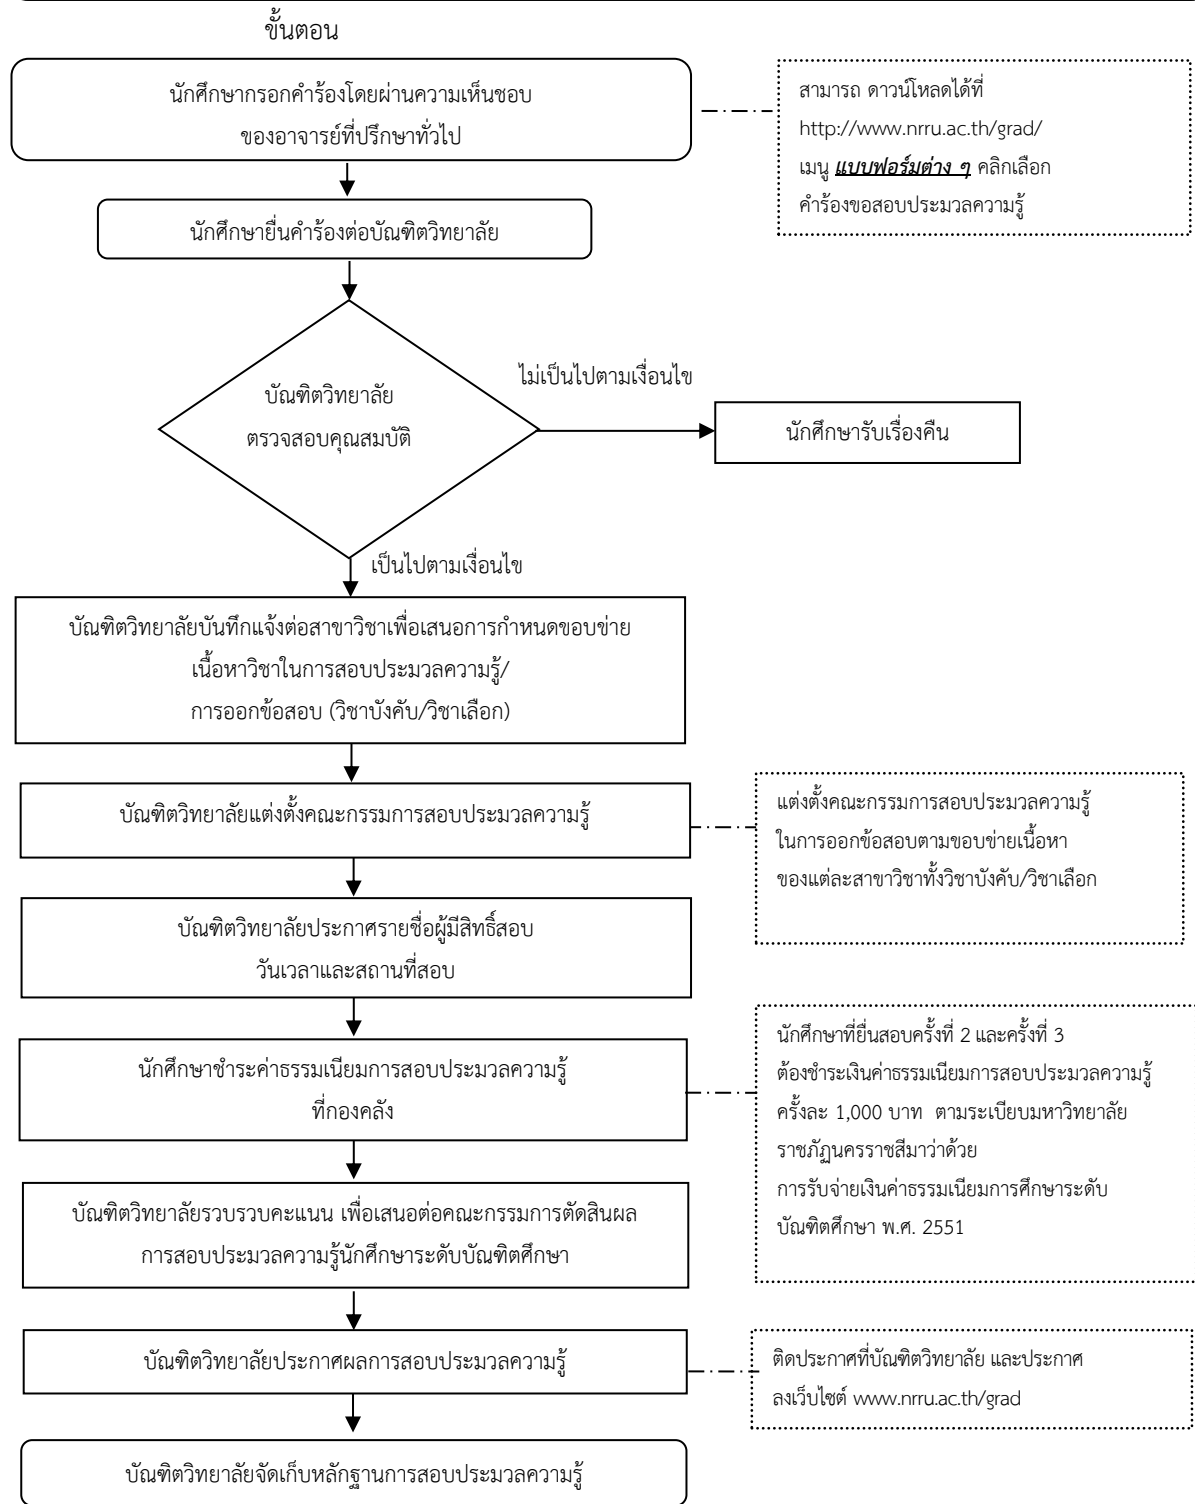 ขั้นตอน
นักศึกษากรอกคำร้องโดยผ่านความเห็นชอบ
ของอาจารย์ที่ปรึกษาทั่วไป
สามารถ ดาวน์โหลดได้ที่
http://www.nrru.ac.th/grad/
เมนู แบบฟอร์มต่าง ๆ คลิกเลือก
คำร้องขอสอบประมวลความรู้
นักศึกษายื่นคำร้องต่อบัณฑิตวิทยาลัย
บัณฑิตวิทยาลัย
ตรวจสอบคุณสมบัติ
ไม่เป็นไปตามเงื่อนไข
นักศึกษารับเรื่องคืน
เป็นไปตามเงื่อนไข
บัณฑิตวิทยาลัยบันทึกแจ้งต่อสาขาวิชาเพื่อเสนอการกำหนดขอบข่าย
เนื้อหาวิชาในการสอบประมวลความรู้/
การออกข้อสอบ (วิชาบังคับ/วิชาเลือก)
บัณฑิตวิทยาลัยแต่งตั้งคณะกรรมการสอบประมวลความรู้
แต่งตั้งคณะกรรมการสอบประมวลความรู้
ในการออกข้อสอบตามขอบข่ายเนื้อหา
ของแต่ละสาขาวิชาทั้งวิชาบังคับ/วิชาเลือก
บัณฑิตวิทยาลัยประกาศรายชื่อผู้มีสิทธิ์สอบ
วันเวลาและสถานที่สอบ
นักศึกษาชำระค่าธรรมเนียมการสอบประมวลความรู้
ที่กองคลัง
นักศึกษาที่ยื่นสอบครั้งที่ 2 และครั้งที่ 3
ต้องชำระเงินค่าธรรมเนียมการสอบประมวลความรู้
ครั้งละ 1,000 บาท ตามระเบียบมหาวิทยาลัย
ราชภัฏนครราชสีมาว่าด้วย
การรับจ่ายเงินค่าธรรมเนียมการศึกษาระดับ
บัณฑิตศึกษา พ.ศ. 2551
บัณฑิตวิทยาลัยรวบรวบคะแนน เพื่อเสนอต่อคณะกรรมการตัดสินผล
การสอบประมวลความรู้นักศึกษาระดับบัณฑิตศึกษา
บัณฑิตวิทยาลัยประกาศผลการสอบประมวลความรู้
ติดประกาศที่บัณฑิตวิทยาลัย และประกาศ
ลงเว็บไซต์ www.nrru.ac.th/grad
บัณฑิตวิทยาลัยจัดเก็บหลักฐานการสอบประมวลความรู้